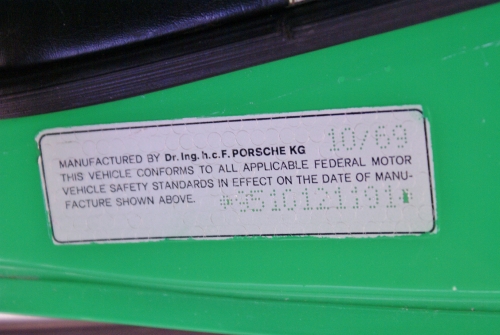 MANUFACTURED BY Dr. Ing. h. c. F. PORSCHE KG 10/69
THIS VEHICLE CONFORMS TO ALL APPLICABLE FEDERAL MOTOR
VEHICLE SAFETY STANDARDS IN EFFECT ON THE DATE OF MANU-
FACTURE SHOWN ABOVE.